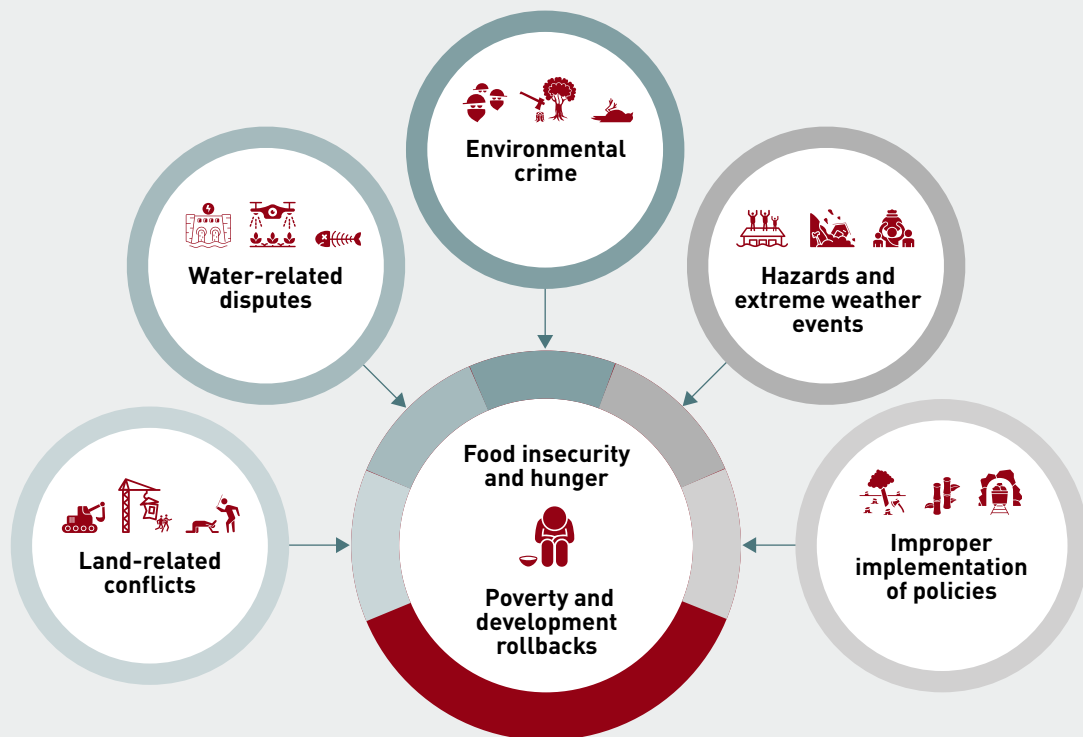 Environmental
crime
Water-related
disputes
Hazards and
extreme weather
events
Land-related
conflicts
Food insecurity
and hunger
Poverty and
development
rollbacks
Improper
implementation
of policies